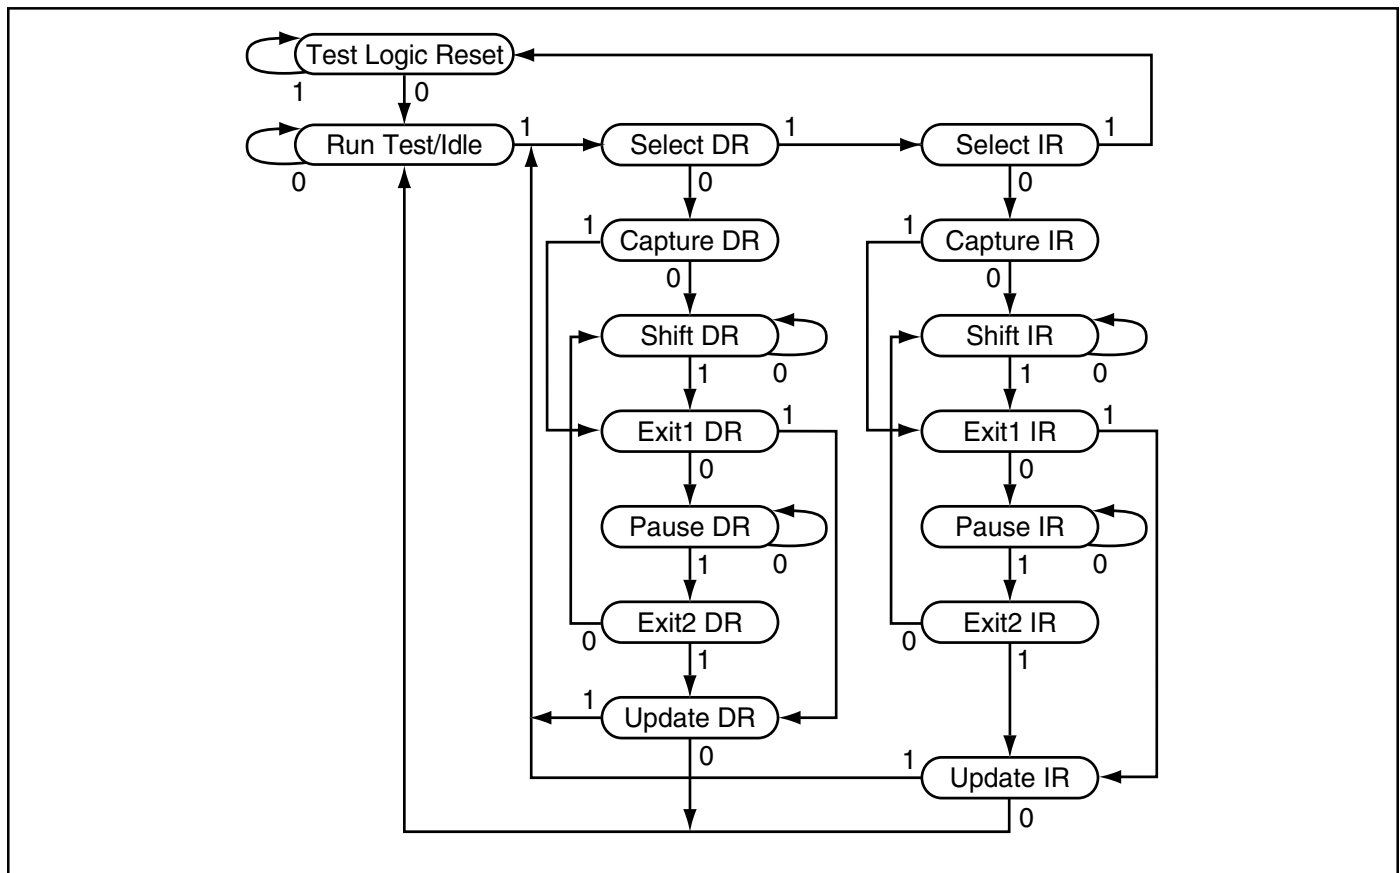 Test Logic Reset
1 0
Run Test/Idle 1 Select DR 1 Select IR 1
0 0 0
1 Capture DR 1 Capture IR
0 0
Shift DR Shift IR
1 0 1 0
Exit1 DR 1 Exit1 IR 1
0 0
Pause DR Pause IR
1 0 1 0
Exit2 DR Exit2 IR
0 1 0 1
1 Update DR
0 1 Update IR
0